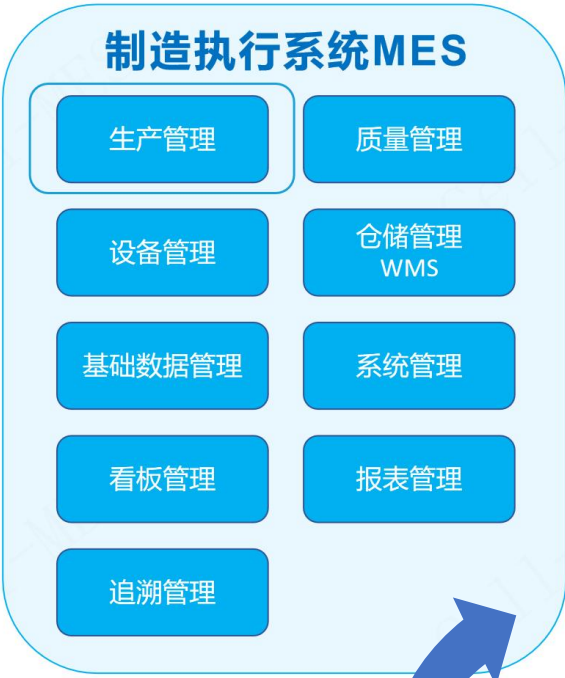 制造执行系统MES
生产管理
质量管理
设备管理
仓储管理
WMS
基础数据管理
系统管理
看板管理
报表管理
追溯管理